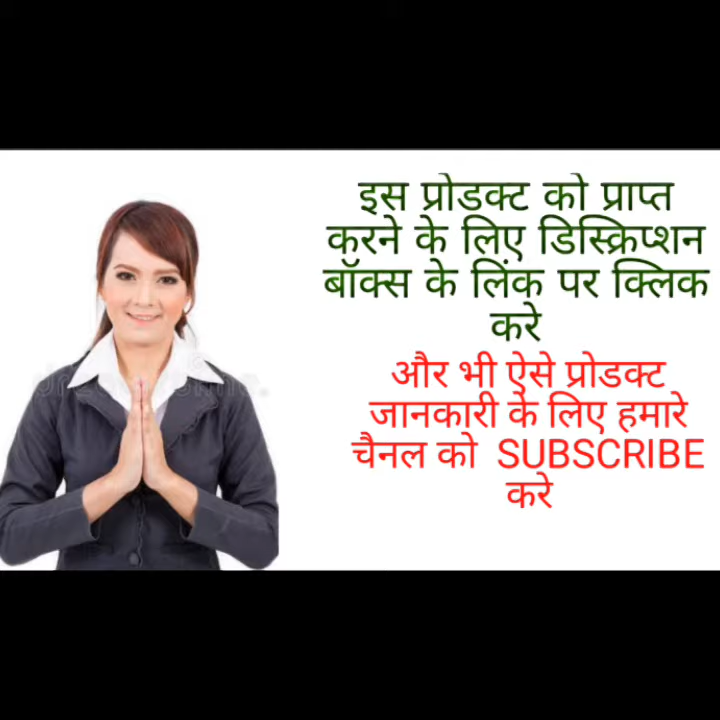 इस प्रोडक्ट को प्राप्त
करने के लिए डिस्क्रिप्शन
बॉक्स के लिंक पर क्लिक
करे
और भी ऐसे प्रोडक्ट
जानकारी के लिए हमारे
चैनल को SUBSCRIBE
करे